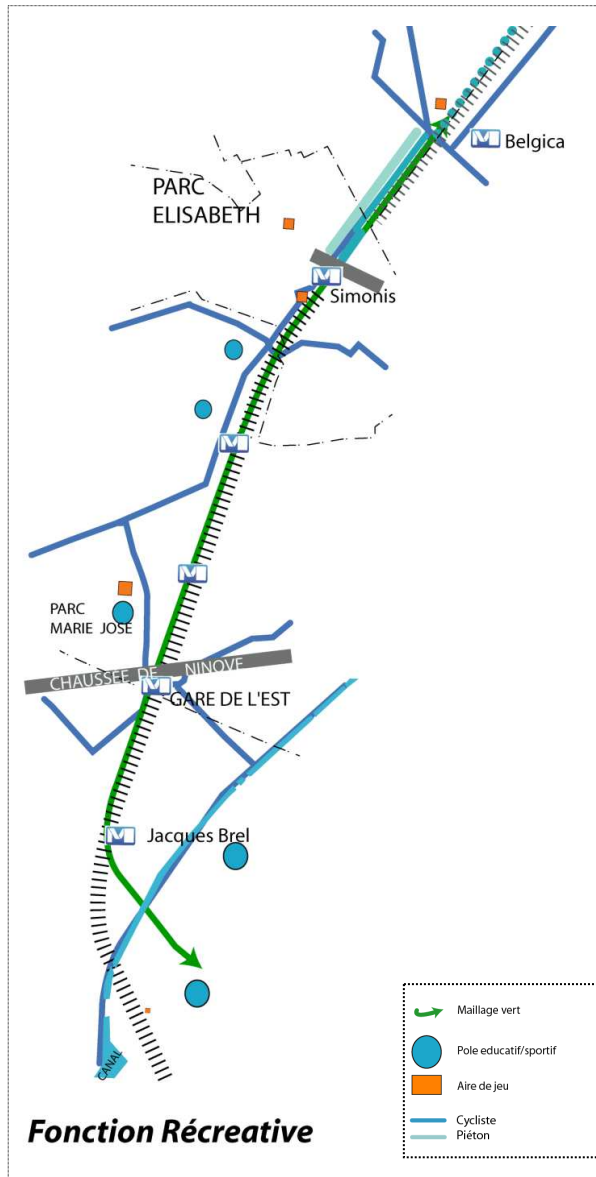 Belgica
PARC
ELISABETH
Simonis
PARC
MARIE JOSE
CHAUSSEE DE NINOVE
GARE DE L'EST
Jacques Brel
CANAL
Maillage vert
Pole educatif/sportif
Aire de jeu
Cycliste
Piéton
Fonction Récreative